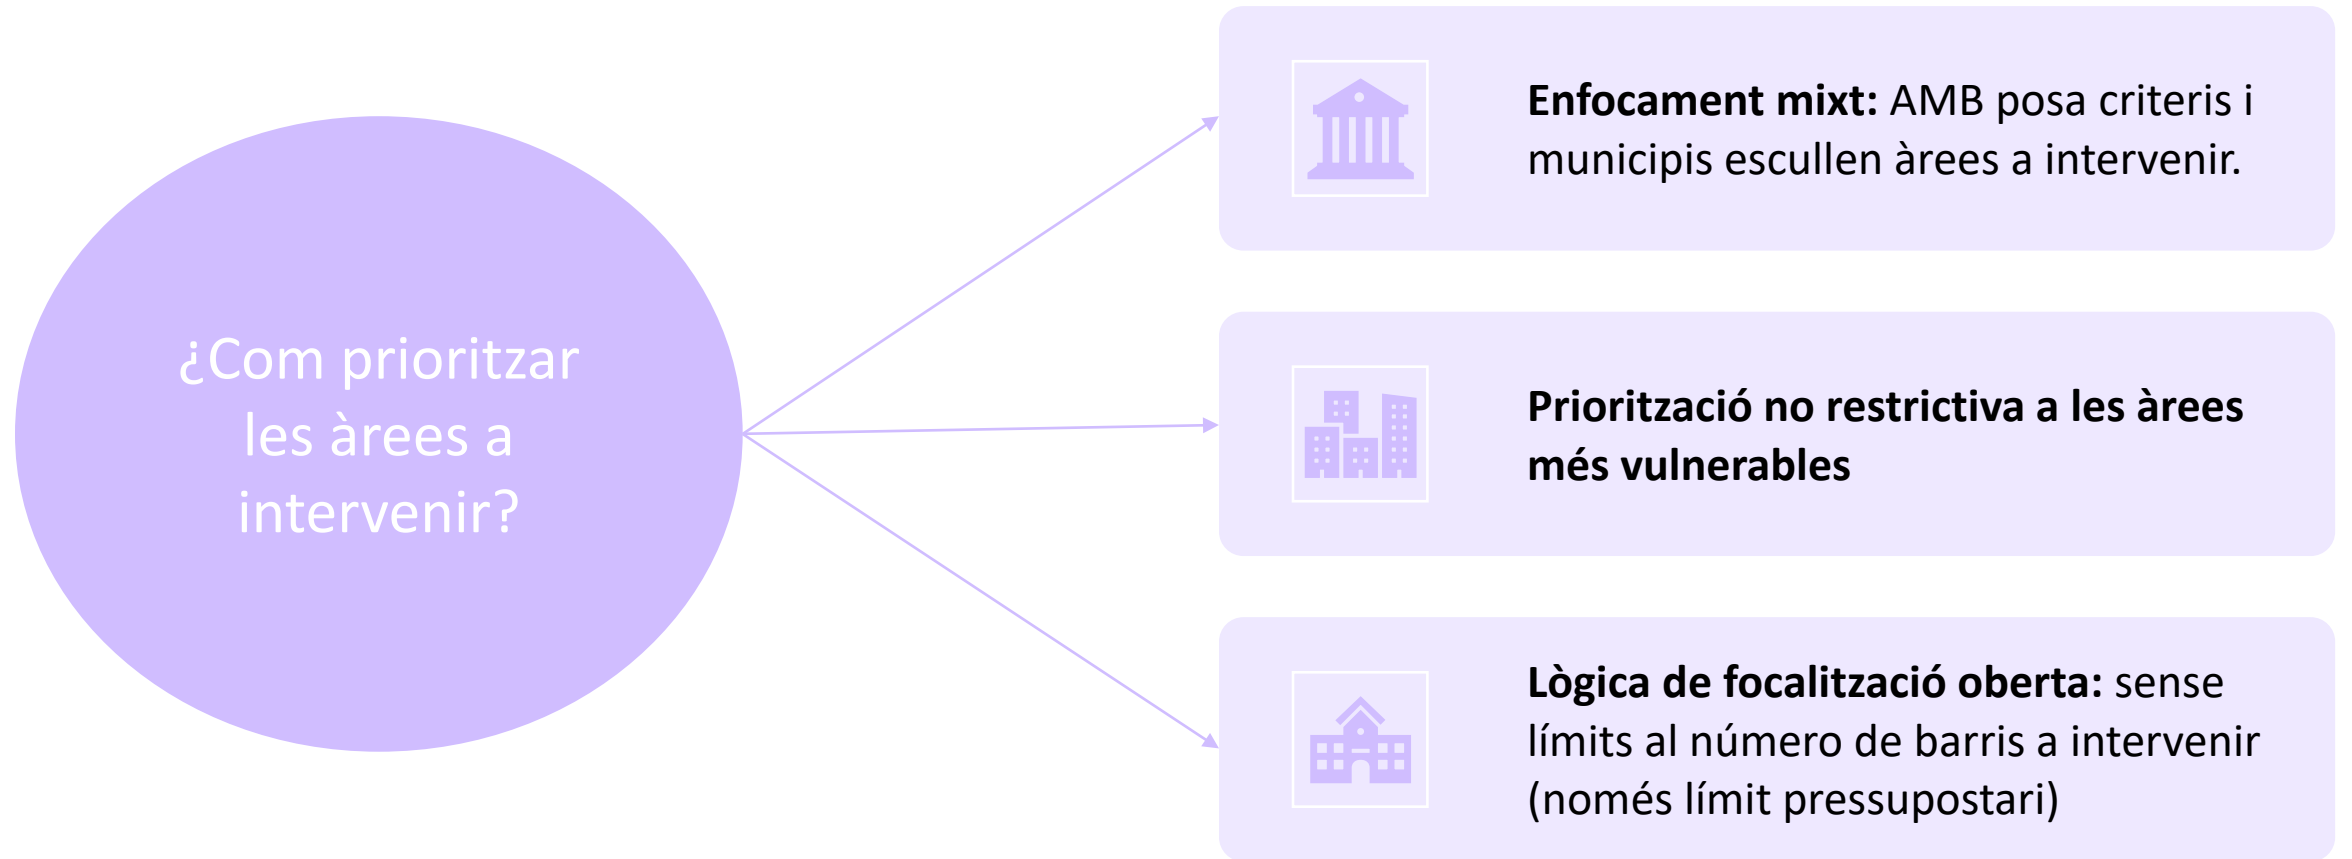 ¿Com prioritzar
les àrees a
intervenir?
Enfocament mixt: AMB posa criteris i
municipis escullen àrees a intervenir.
Priorització no restrictiva a les àrees
més vulnerables
Lògica de focalització oberta: sense
límits al número de barris a intervenir
(només límit pressupostari)